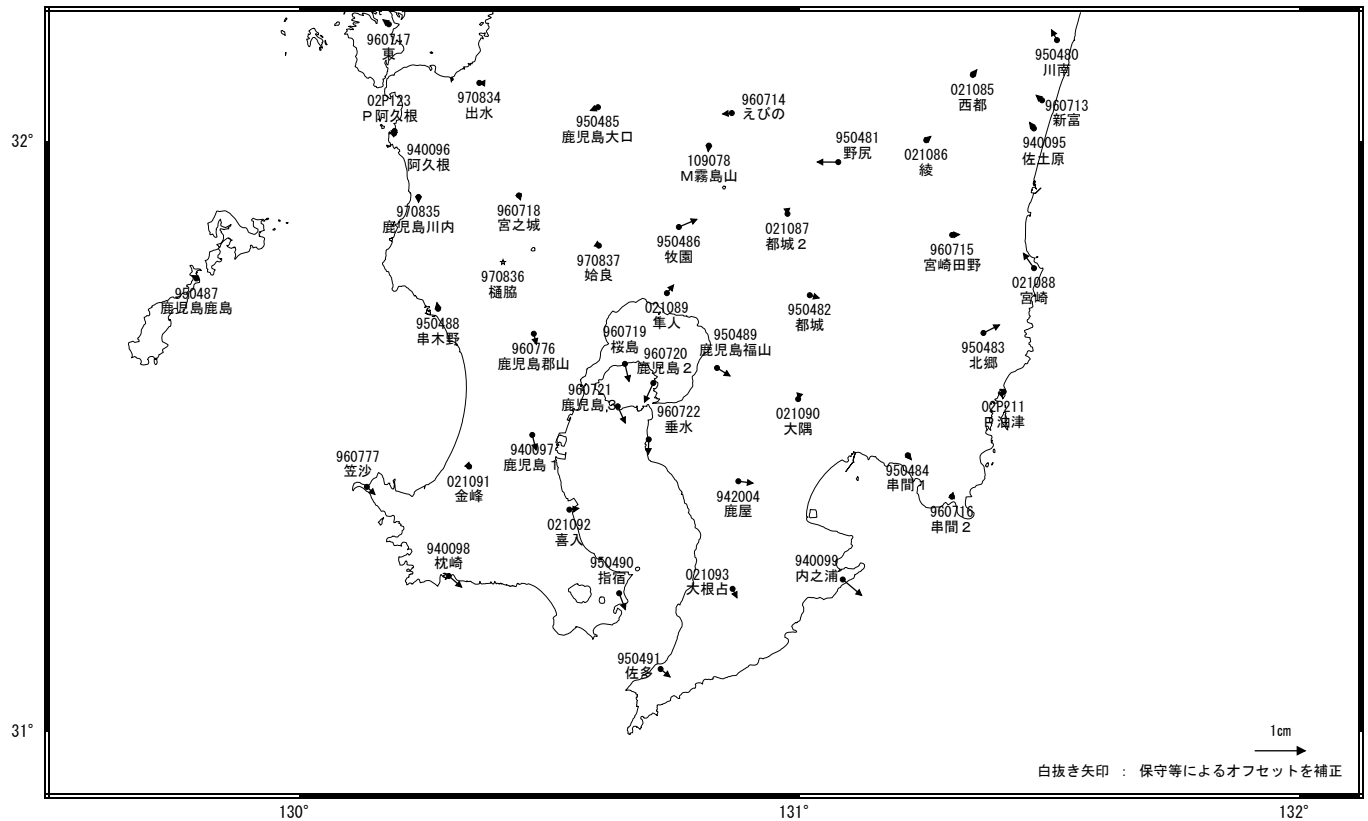 960717
東
950480
川南
970834
出水
021085
西都
02P123
Ｐ阿久根
960714
えびの
960713
新富
950485
鹿児島大口
32°
940096
阿久根
950481
野尻
940095
佐土原
109078
Ｍ霧島山
021086
綾
970835
鹿児島川内
960718
宮之城
021087
都城２
950486
牧園
960715
宮崎田野
970837
姶良
970836
樋脇
021088
宮崎
950487
鹿児島鹿島
021089
隼人
950482
都城
950488
串木野
960719
桜島
950489
鹿児島福山
950483
北郷
960776
鹿児島郡山
960720
鹿児島２
960721
鹿児島３
960722
垂水
021090
大隅
02P211
Ｐ油津
940097
鹿児島１
960777
笠沙
021091
金峰
950484
串間１
942004
鹿屋
960716
串間２
021092
喜入
940098
枕崎
950490
指宿
021093
大根占
940099
内之浦
950491
佐多
31°
1cm
白抜き矢印 ： 保守等によるオフセットを補正
130°
131°
132°